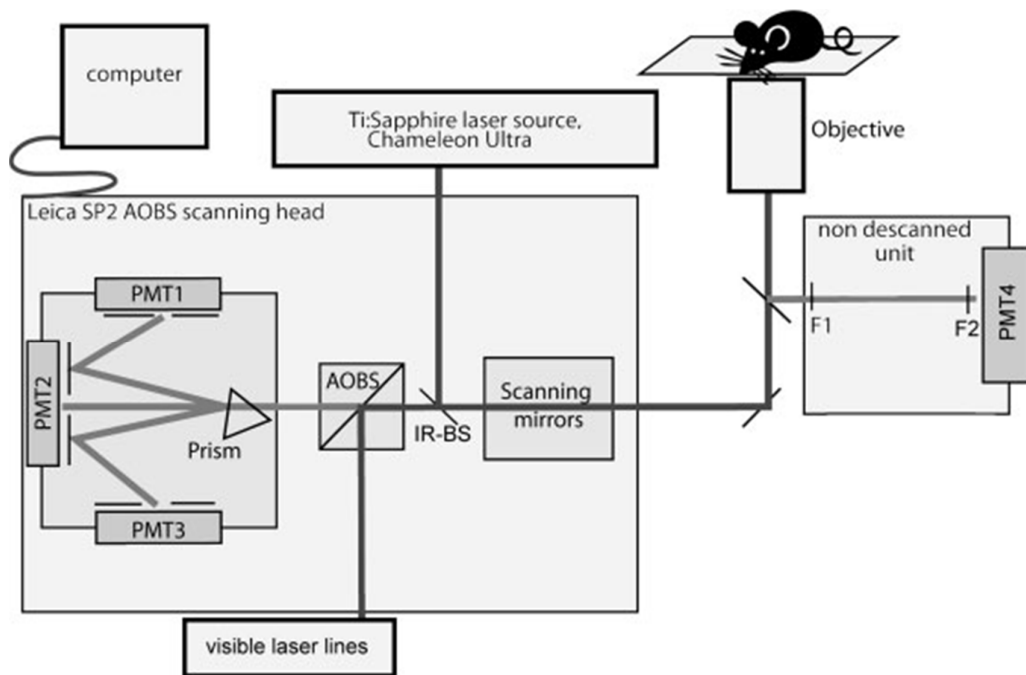 computer
Ti:Sapphire laser source,
Chameleon Ultra
Objective
Leica SP2 AOBS scanning head
non descanned
unit
PMT1
PMT2
PMT3
PMT4
F1
F2
AOBS
Scanning
mirrors
IR-BS
Prism
visible laser lines